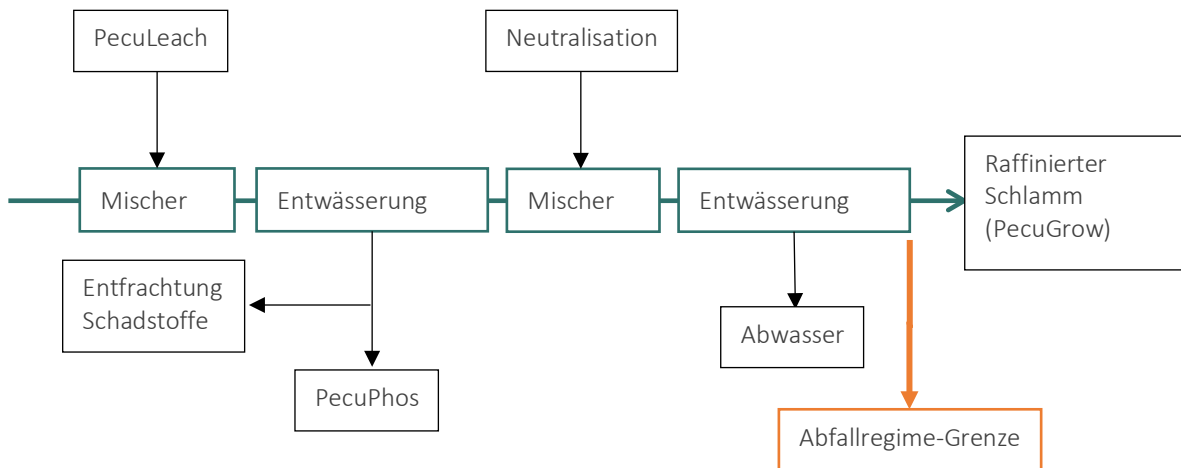 PecuLeach
Neutralisation
Mischer
Entwässerung
Mischer
Entwässerung
Raffinierter
Schlamm
(PecuGrow)
Entfrachtung
Schadstoffe
Abwasser
PecuPhos
Abfallregime-Grenze